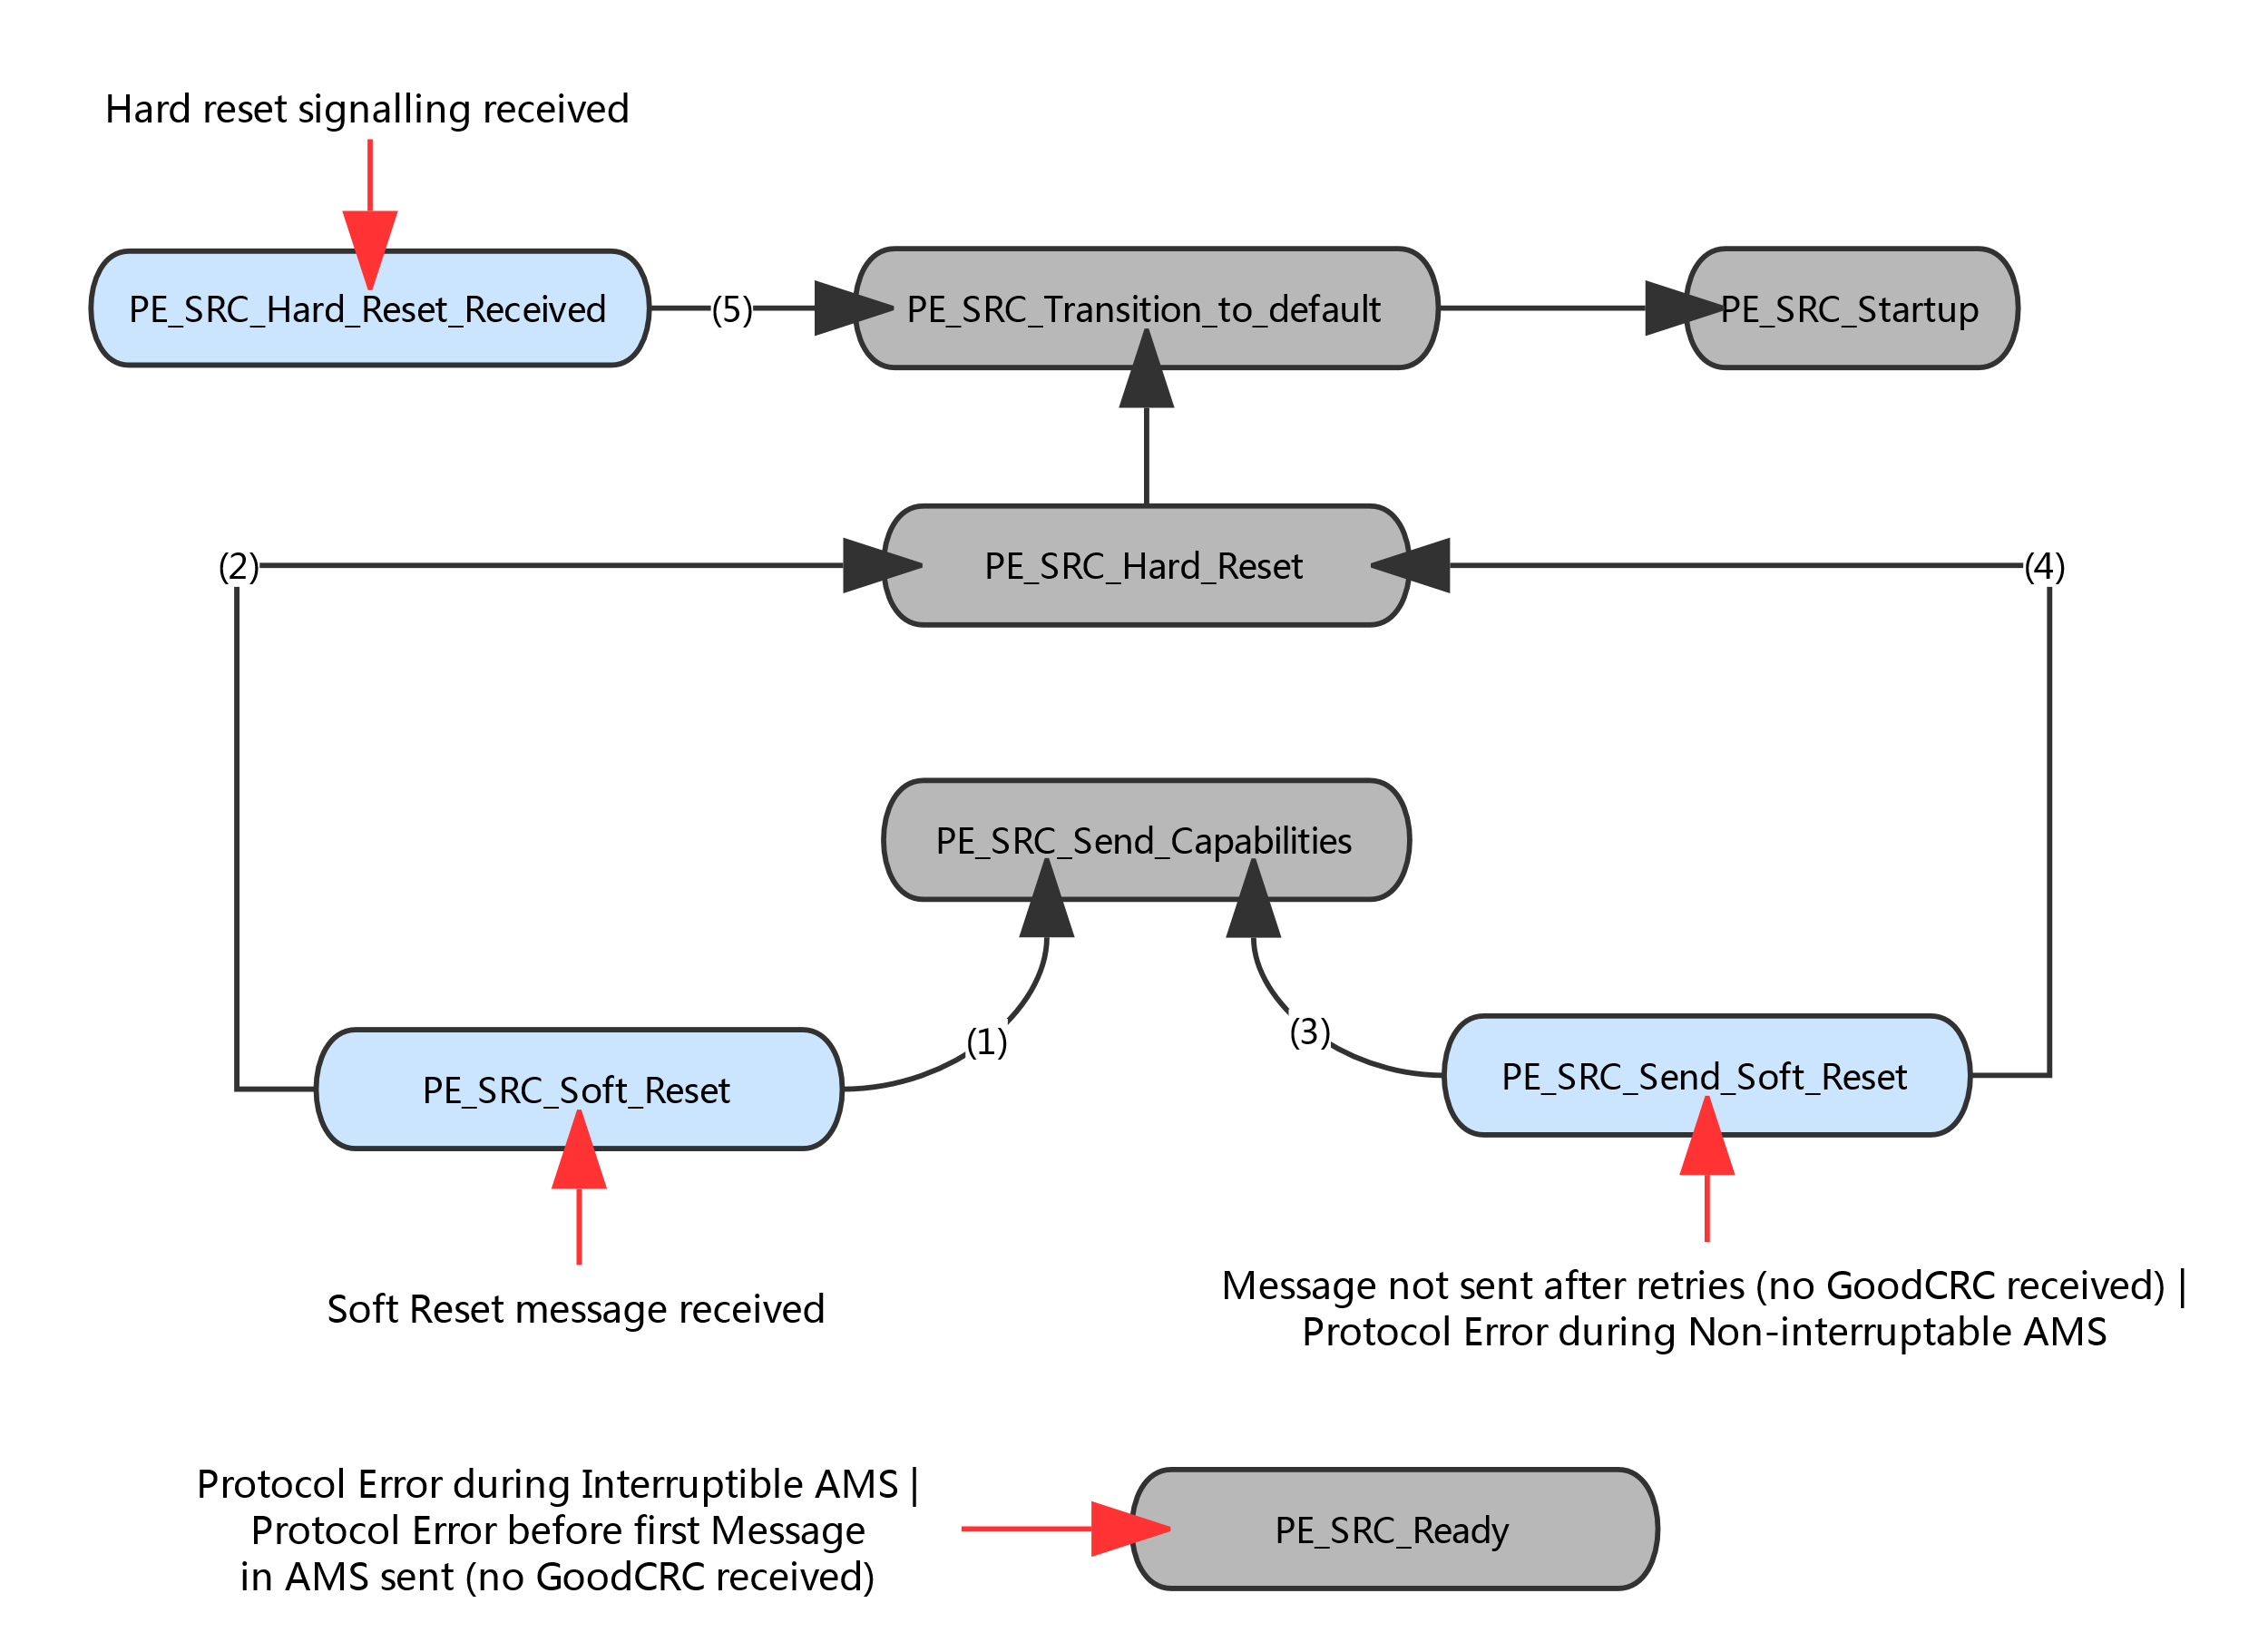 Hard reset signalling received
PE_SRC_Hard_Reset_Received
(5)
PE_SRC_Transition_to_default
PE_SRC_Startup
(2)
PE_SRC_Hard_Reset
(4)
PE_SRC_Send_Capabilities
(1)
(3)
PE_SRC_Soft_Reset
PE_SRC_Send_Soft_Reset
Soft Reset message received
Message not sent after retries (no GoodCRC received) |
Protocol Error during Non-interruptable AMS
Protocol Error during Interruptible AMS |
Protocol Error before first Message
in AMS sent (no GoodCRC received)
PE_SRC_Ready